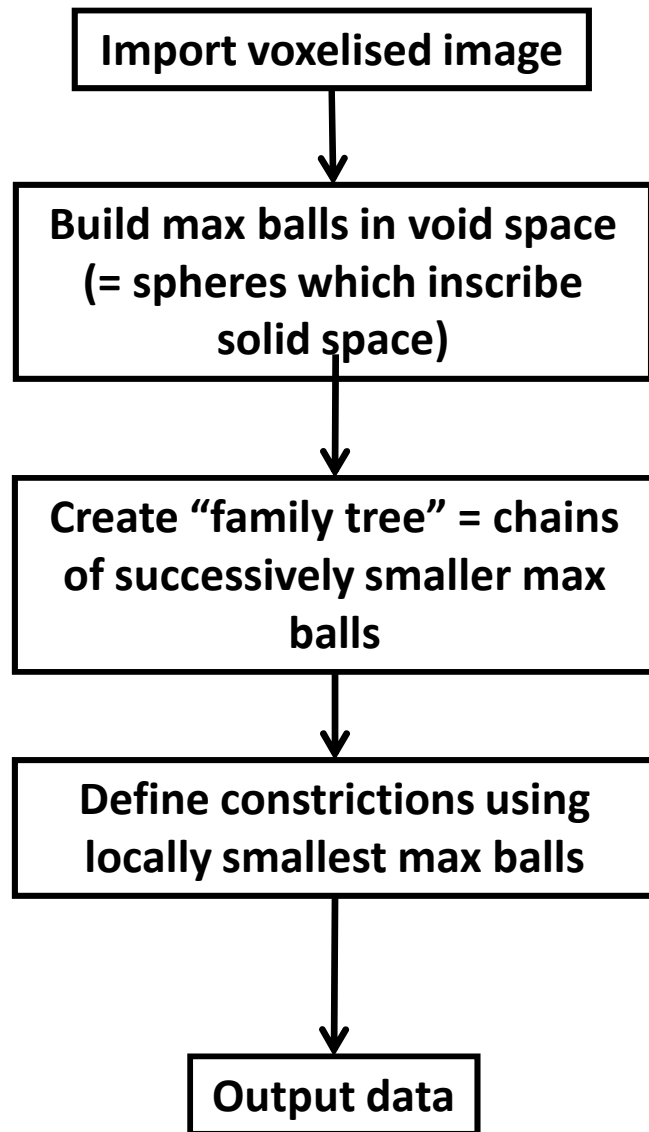 Import voxelised image
Build max balls in void space
(= spheres which inscribe
solid space)
Create “family tree” = chains
of successively smaller max
balls
Define constrictions using
locally smallest max balls
Output data